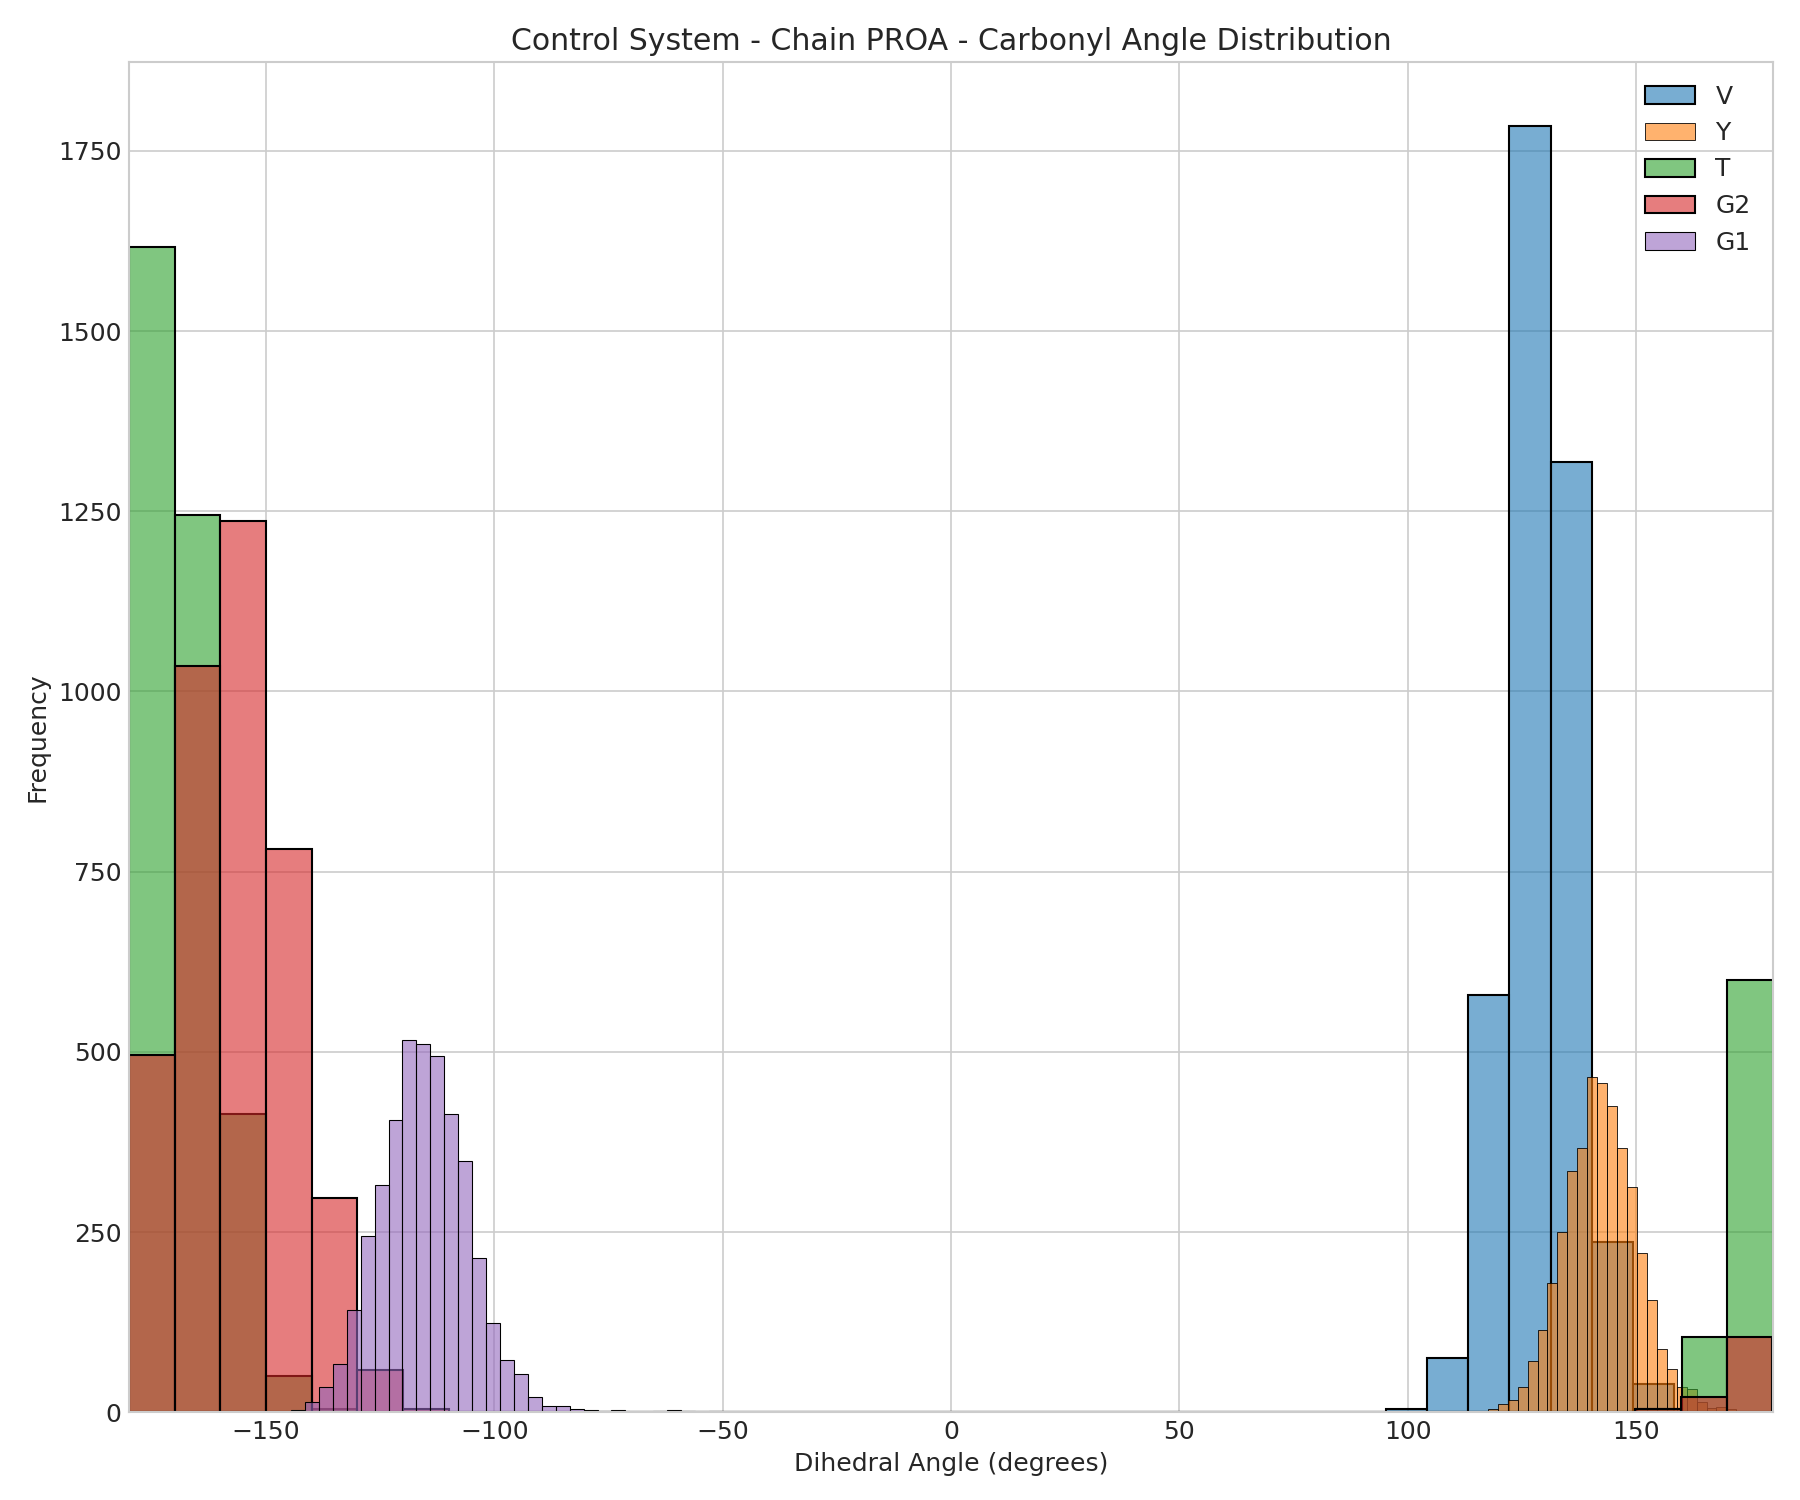 Control System - Chain PROA - Carbonyl Angle Distribution
V
Y
T
G2
G1
Frequency
1750
1500
1250
1000
750
500
250
0
−150
−100
−50
0
50
100
150
Dihedral Angle (degrees)